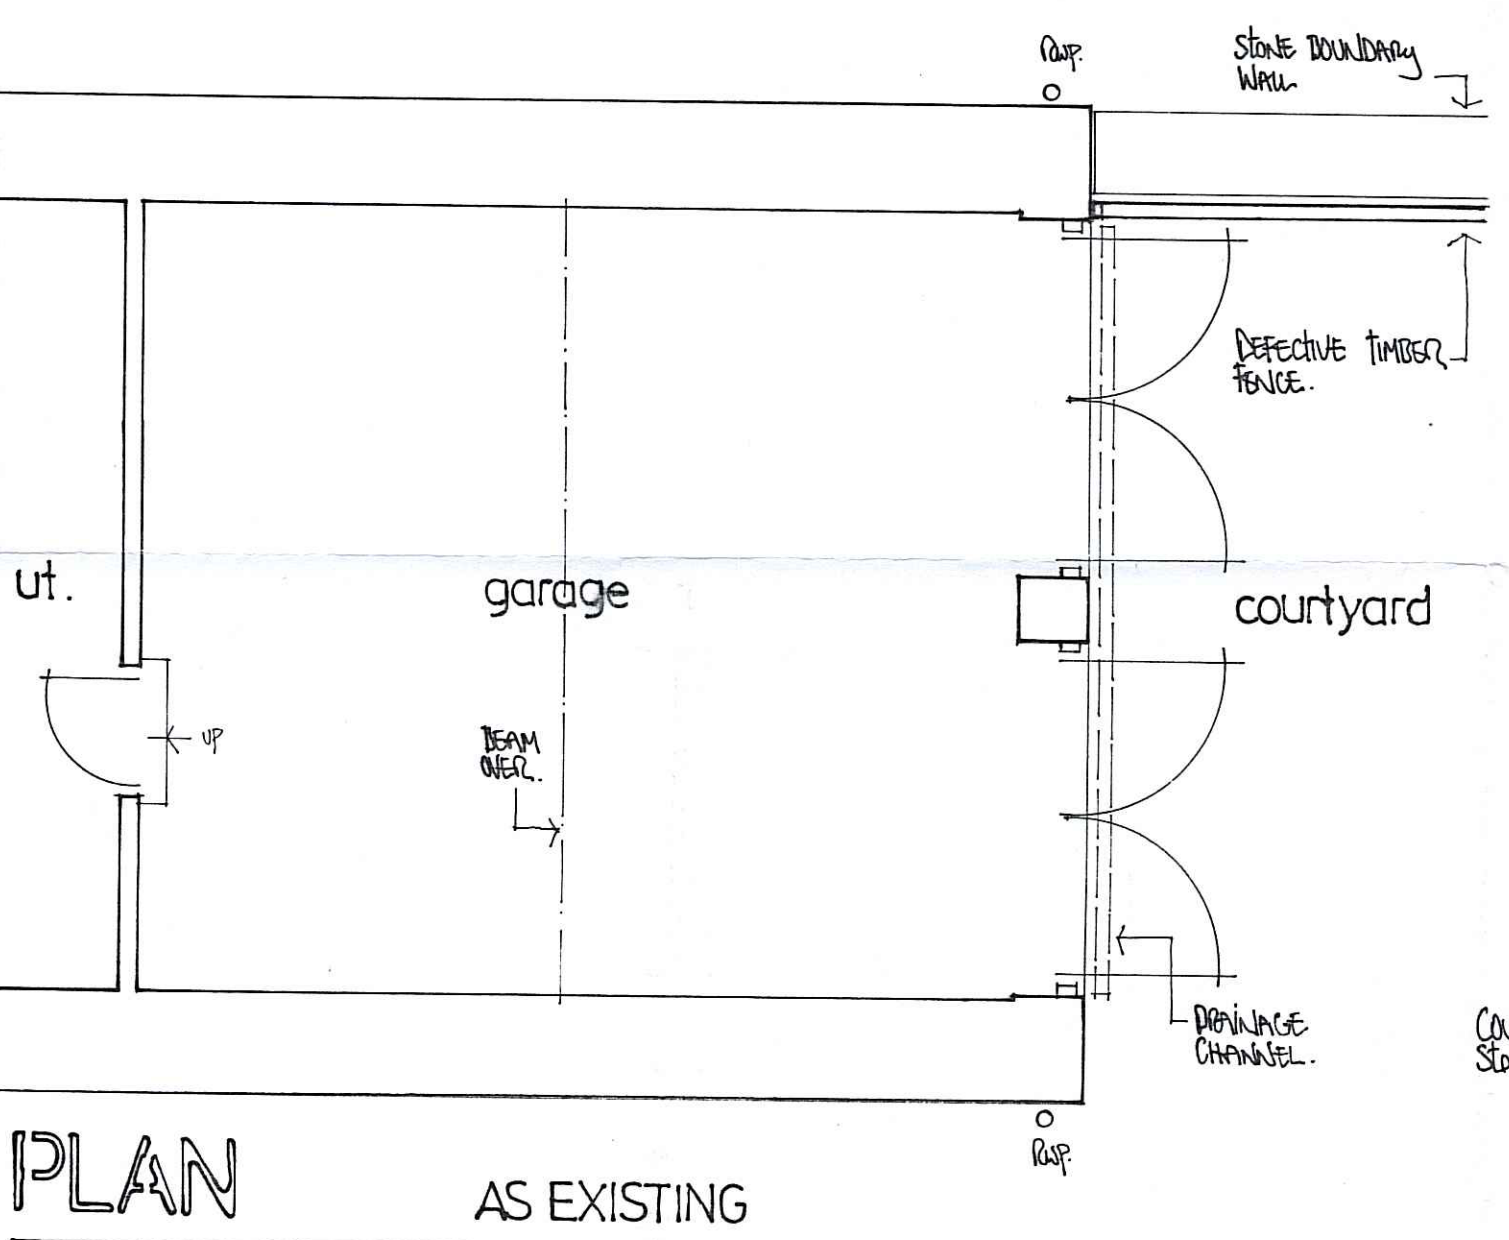 RWP.
STONE BOUNDARY
WALL
DEFECTIVE TIMBER
FENCE.
ut.
garage
courtyard
UP
BEAM
OVER.
DRAINAGE
CHANNEL.
RWP.
PLAN
AS EXISTING